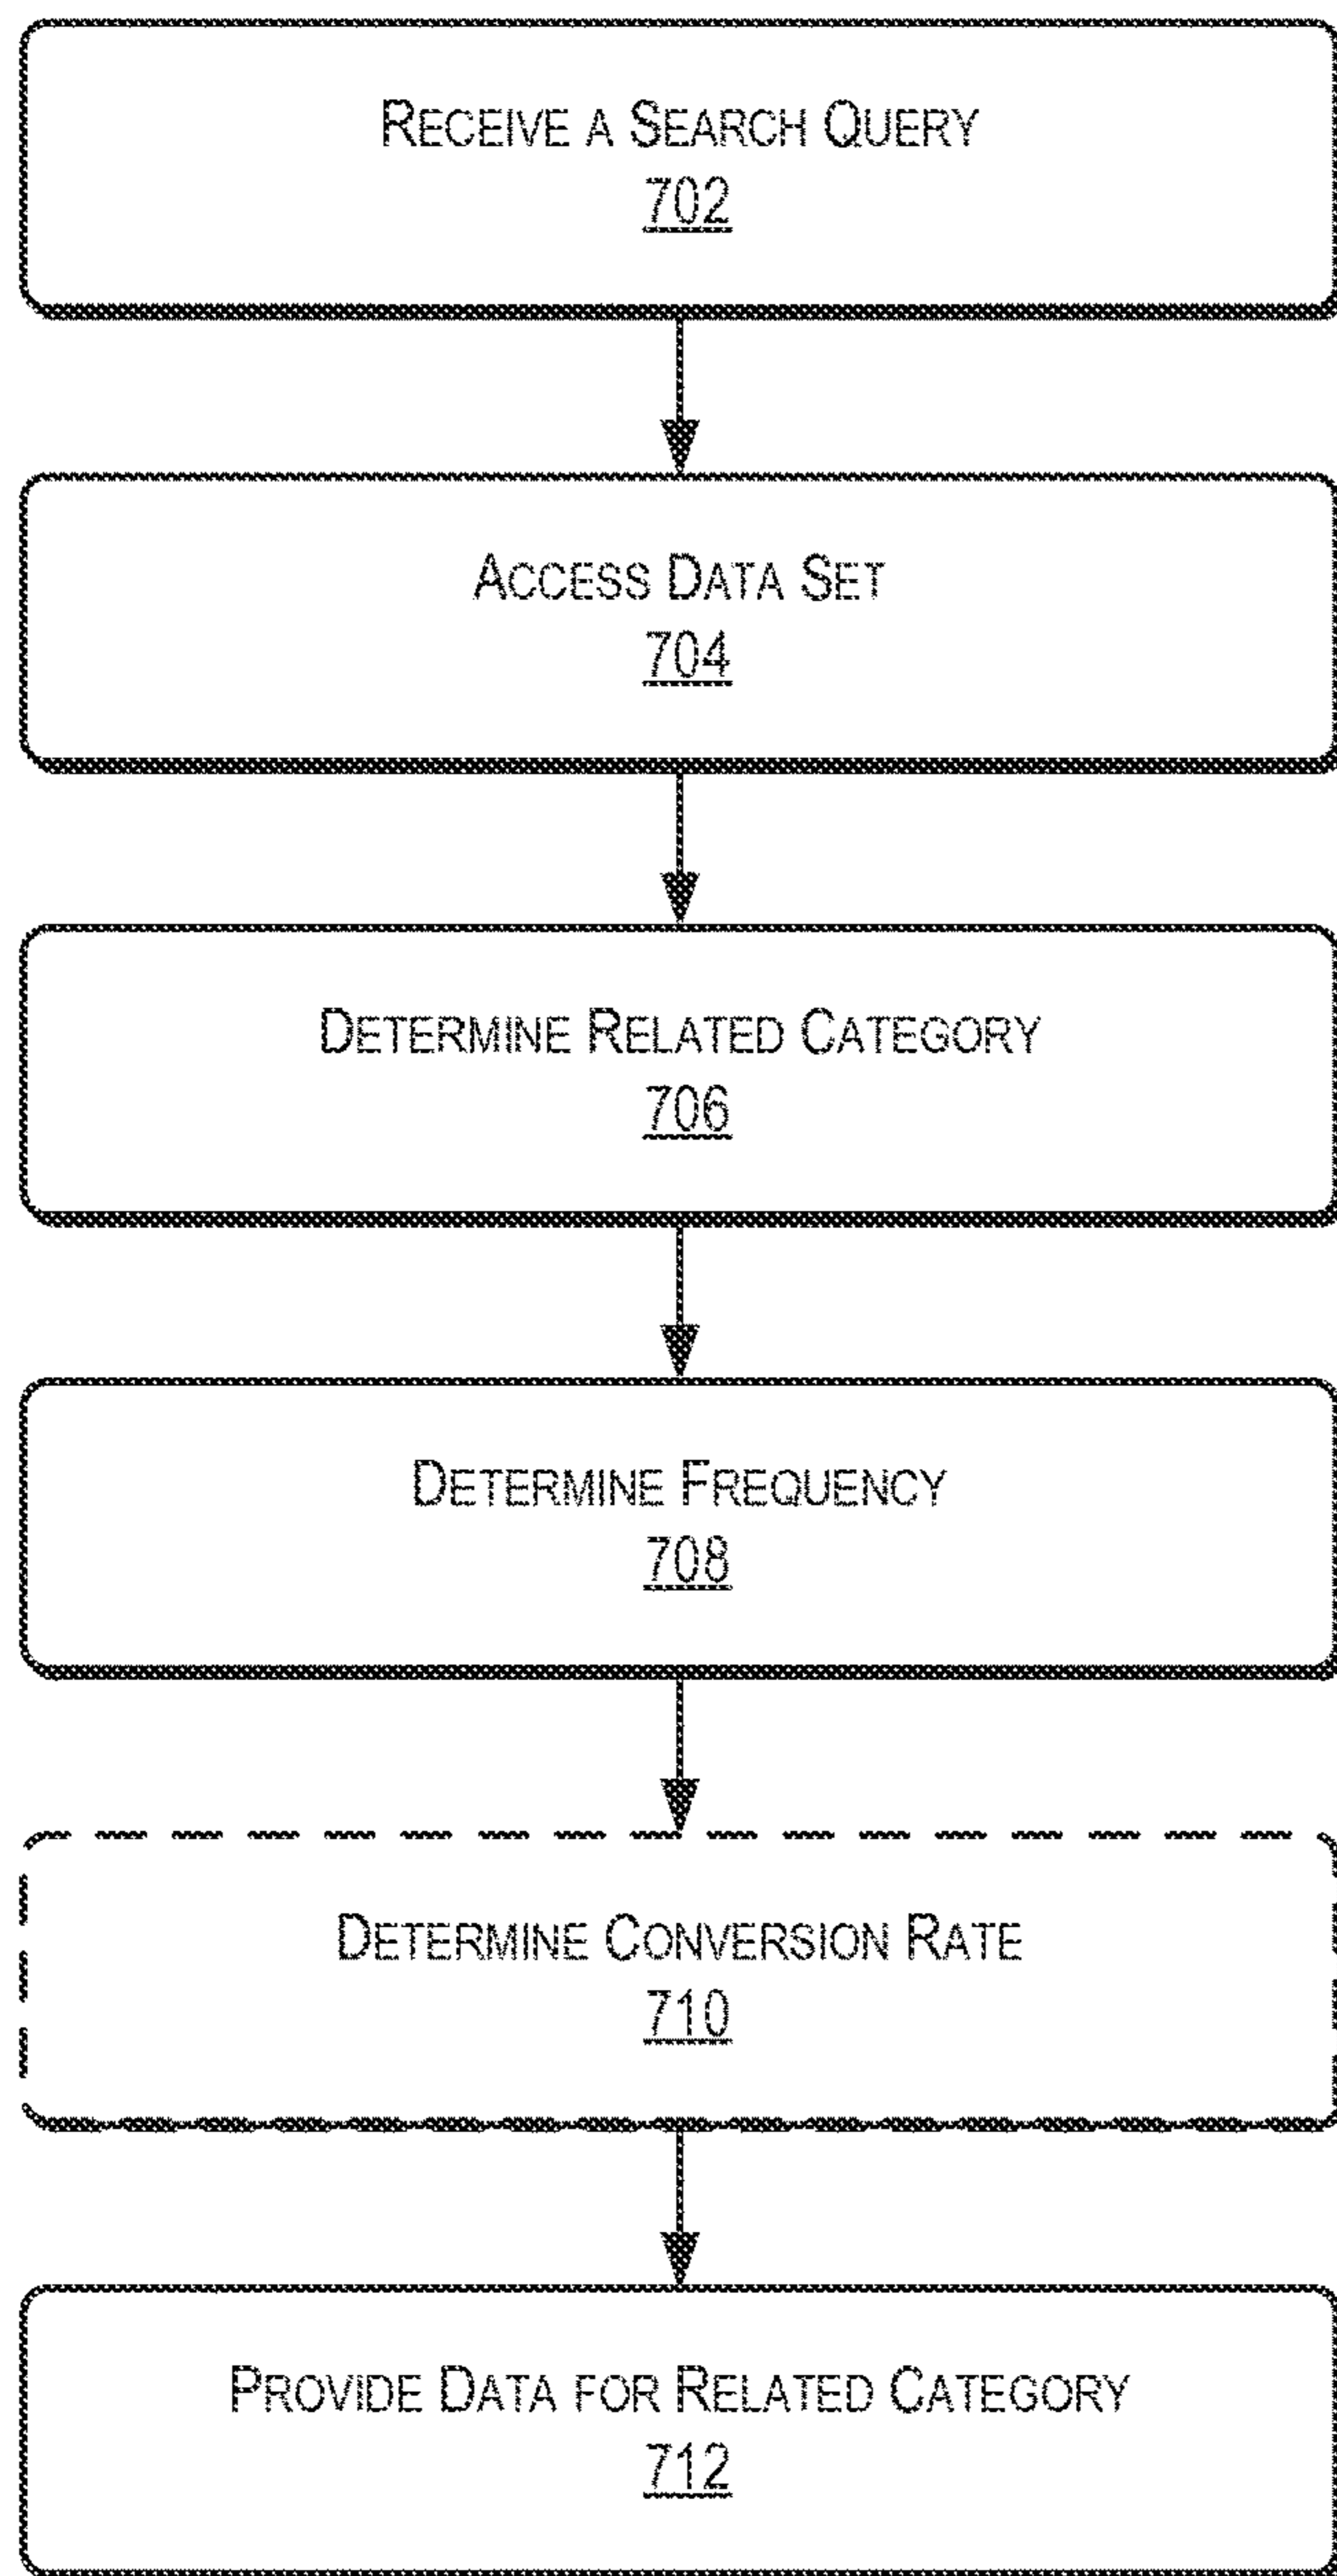 RECEIVE A SEARCH QUERY
702
ACCESS DATA SET
704
DETERMINE RELATED CATEGORY
706
DETERMINE FREQUENCY
708
DETERMINE CONVERSION RATE
710
PROVIDE DATA FOR RELATED CATEGORY
712